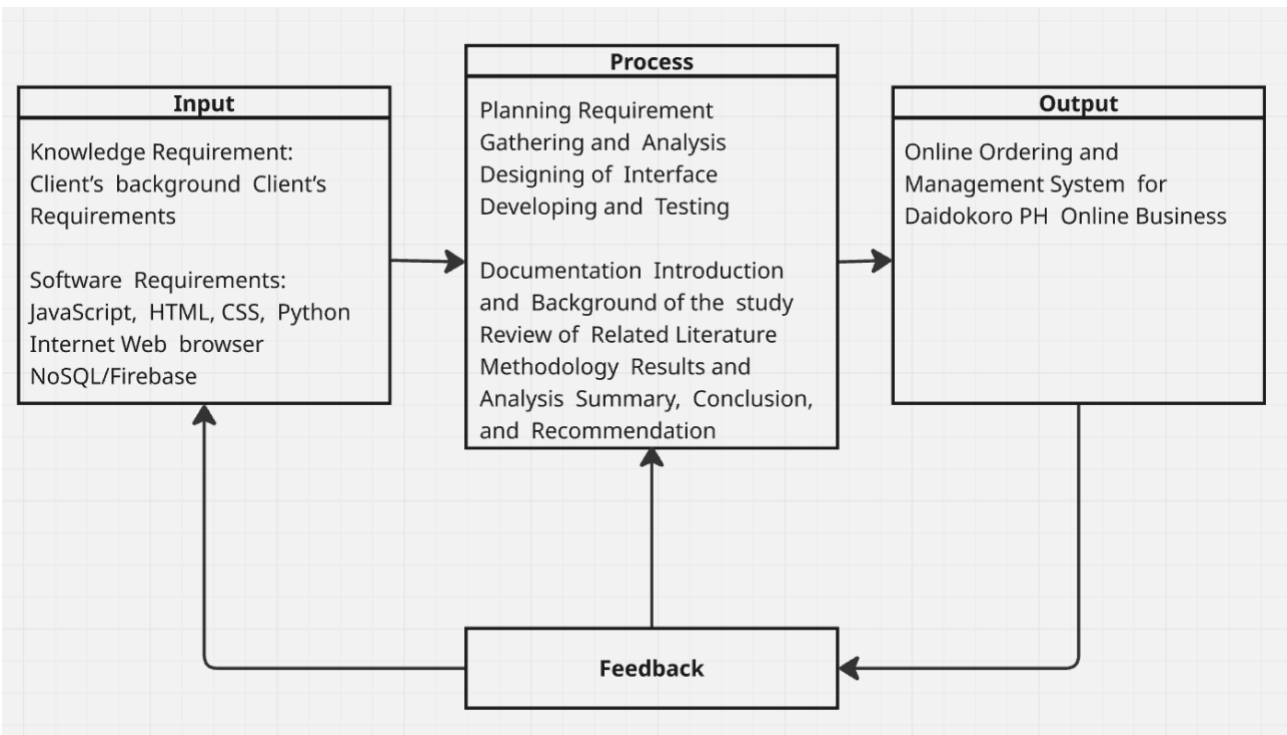 Input
Knowledge Requirement:
Client’s background Client’s
Requirements
Software Requirements:
JavaScript, HTML, CSS, Python
Internet Web browser
NoSQL/Firebase
Process
Planning Requirement
Gathering and Analysis
Designing of Interface
Developing and Testing
Documentation Introduction
and Background of the study
Review of Related Literature
Methodology Results and
Analysis Summary, Conclusion,
and Recommendation
Output
Online Ordering and
Management System for
Daidokoro PH Online Business
Feedback